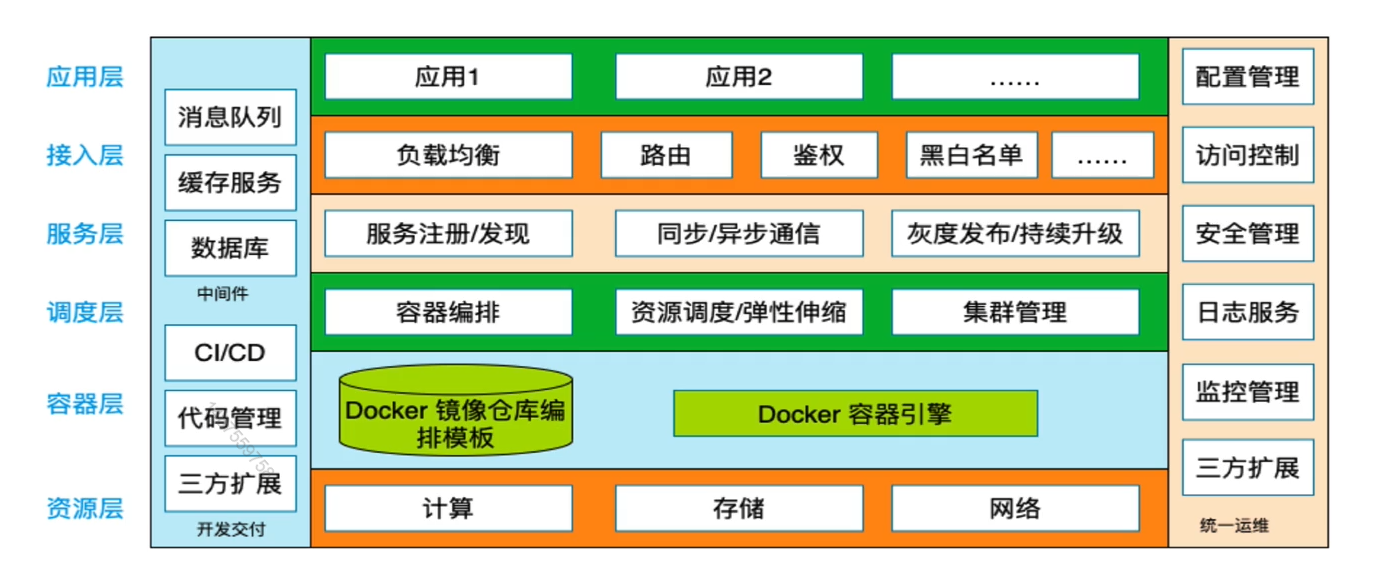 应用层
接入层
服务层
调度层
容器层
资源层
消息队列
缓存服务
数据库
中间件
CI/CD
代码管理
三方扩展
开发交付
应用1
应用2
……
负载均衡
路由
鉴权
黑白名单
……
服务注册/发现
同步/异步通信
灰度发布/持续升级
容器编排
资源调度/弹性伸缩
集群管理
Docker 镜像仓库编
排模板
Docker 容器引擎
计算
存储
网络
配置管理
访问控制
安全管理
日志服务
监控管理
三方扩展
统一运维